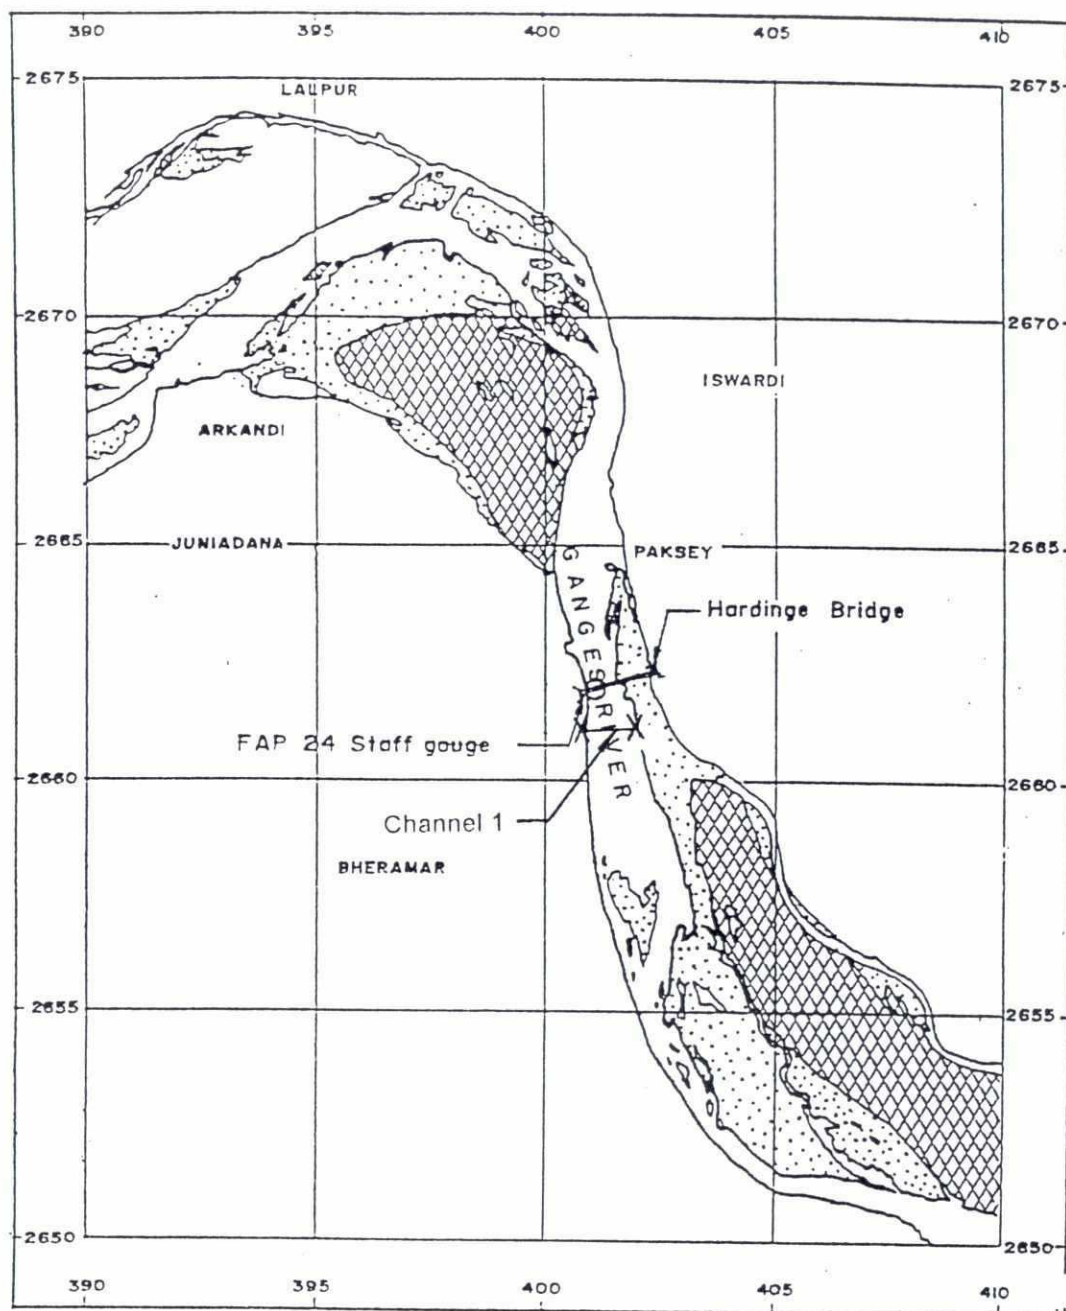 390 395 400 405 410
2675 2675
LALPUR
2670 2670
ISWARDI
ARKANDI
2665 JUNIADANA PAKSEY 2665
GANGES RIVER
Hardinge Bridge
FAP 24 Staff gouge
2660 2660
Channel 1
BHERAMAR
2655 2655
2650 2650
390 395 400 405 410